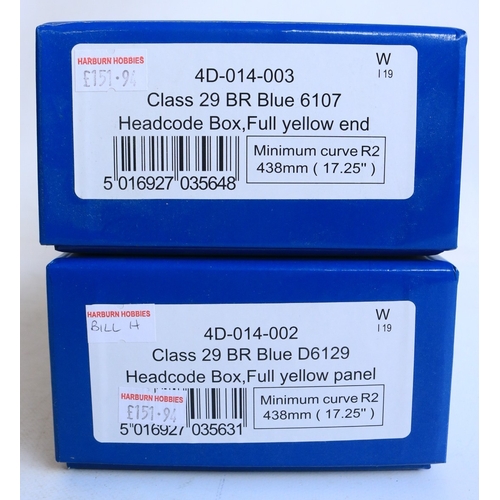 HARBURN HOBBIES
£151.94
W
I 19
4D-014-003
Class 29 BR Blue 6107
Headcode Box,Full yellow end
Minimum curve R2
438mm ( 17.25" )
5 016927 035648
HARBURN HOBBIES
BILL H
W
I 19
4D-014-002
Class 29 BR Blue D6129
Headcode Box,Full yellow panel
HARBURN HOBBIES
£151.94
Minimum curve R2
438mm ( 17.25" )
5 016927 035631